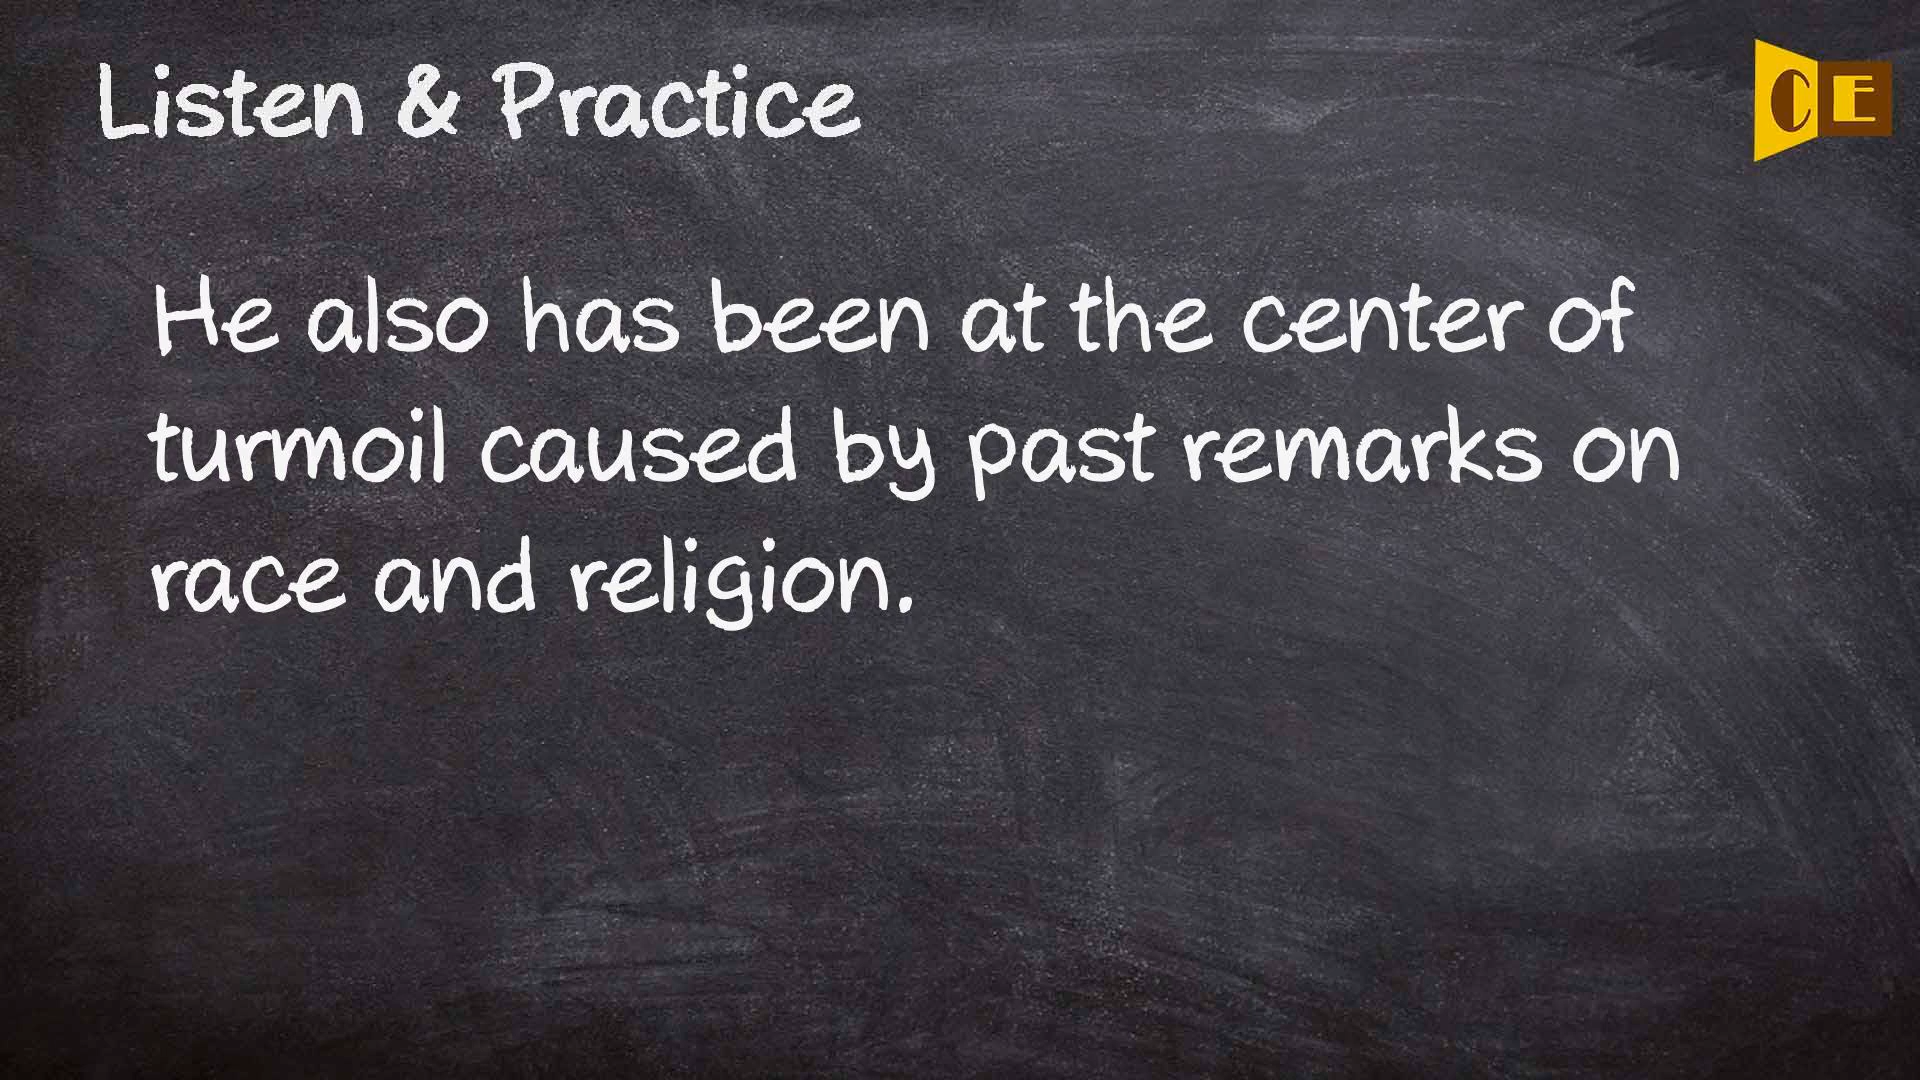 Listen & Practice
CE
He also has been at the center of
turmoil caused by past remarks on
race and religion.